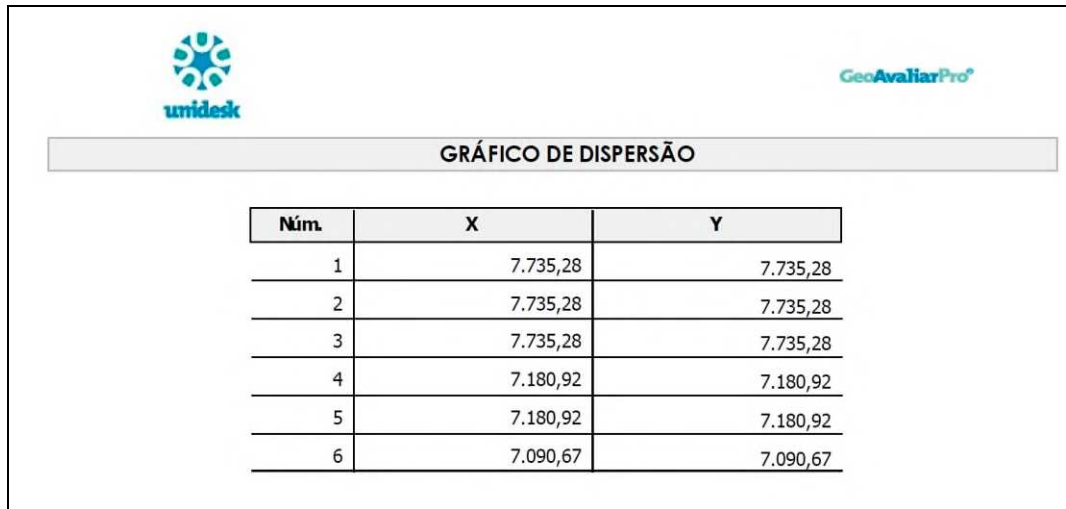 unidesk
GeoAvaliarPro®
GRÁFICO DE DISPERSÃO
Núm. X Y
1 7.735,28 7.735,28
2 7.735,28 7.735,28
3 7.735,28 7.735,28
4 7.180,92 7.180,92
5 7.180,92 7.180,92
6 7.090,67 7.090,67